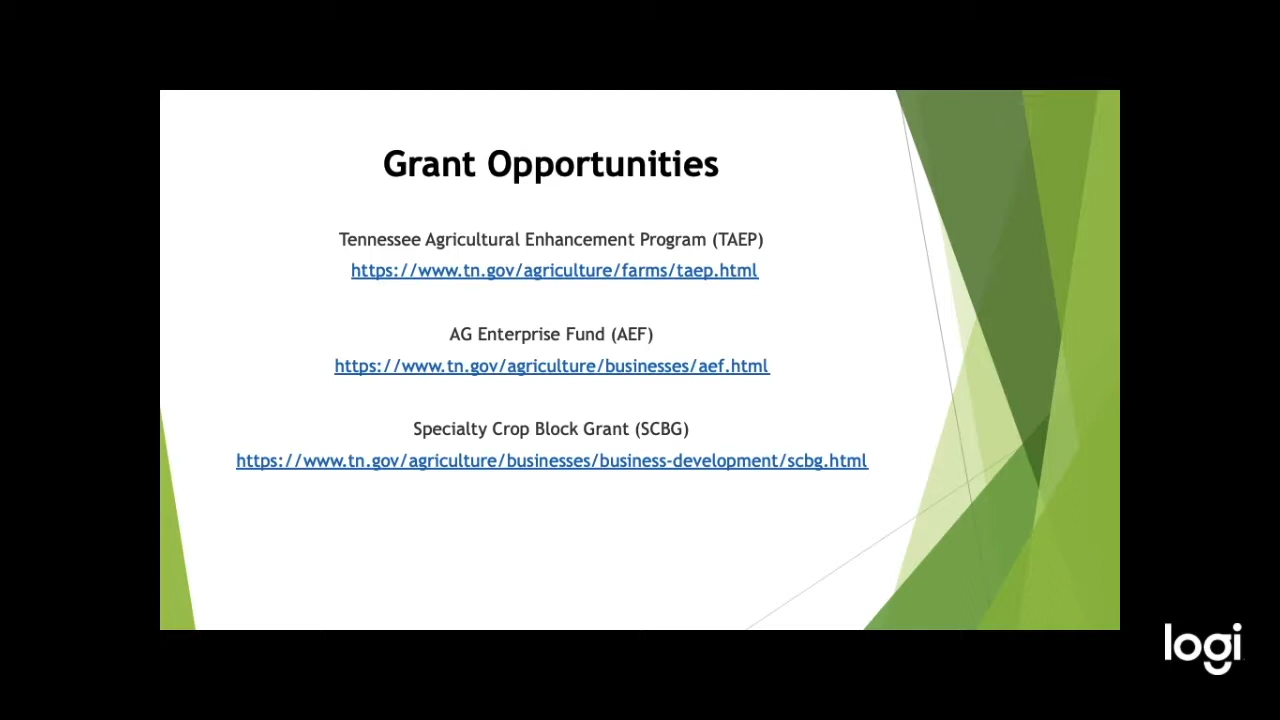 Grant Opportunities
Tennessee Agricultural Enhancement Program (TAEP)
https://www.tn.gov/agriculture/farms/taep.html
AG Enterprise Fund (AEF)
https://www.tn.gov/agriculture/businesses/aef.html
Specialty Crop Block Grant (SCBG)
https://www.tn.gov/agriculture/businesses/business-development/scbg.html
logi